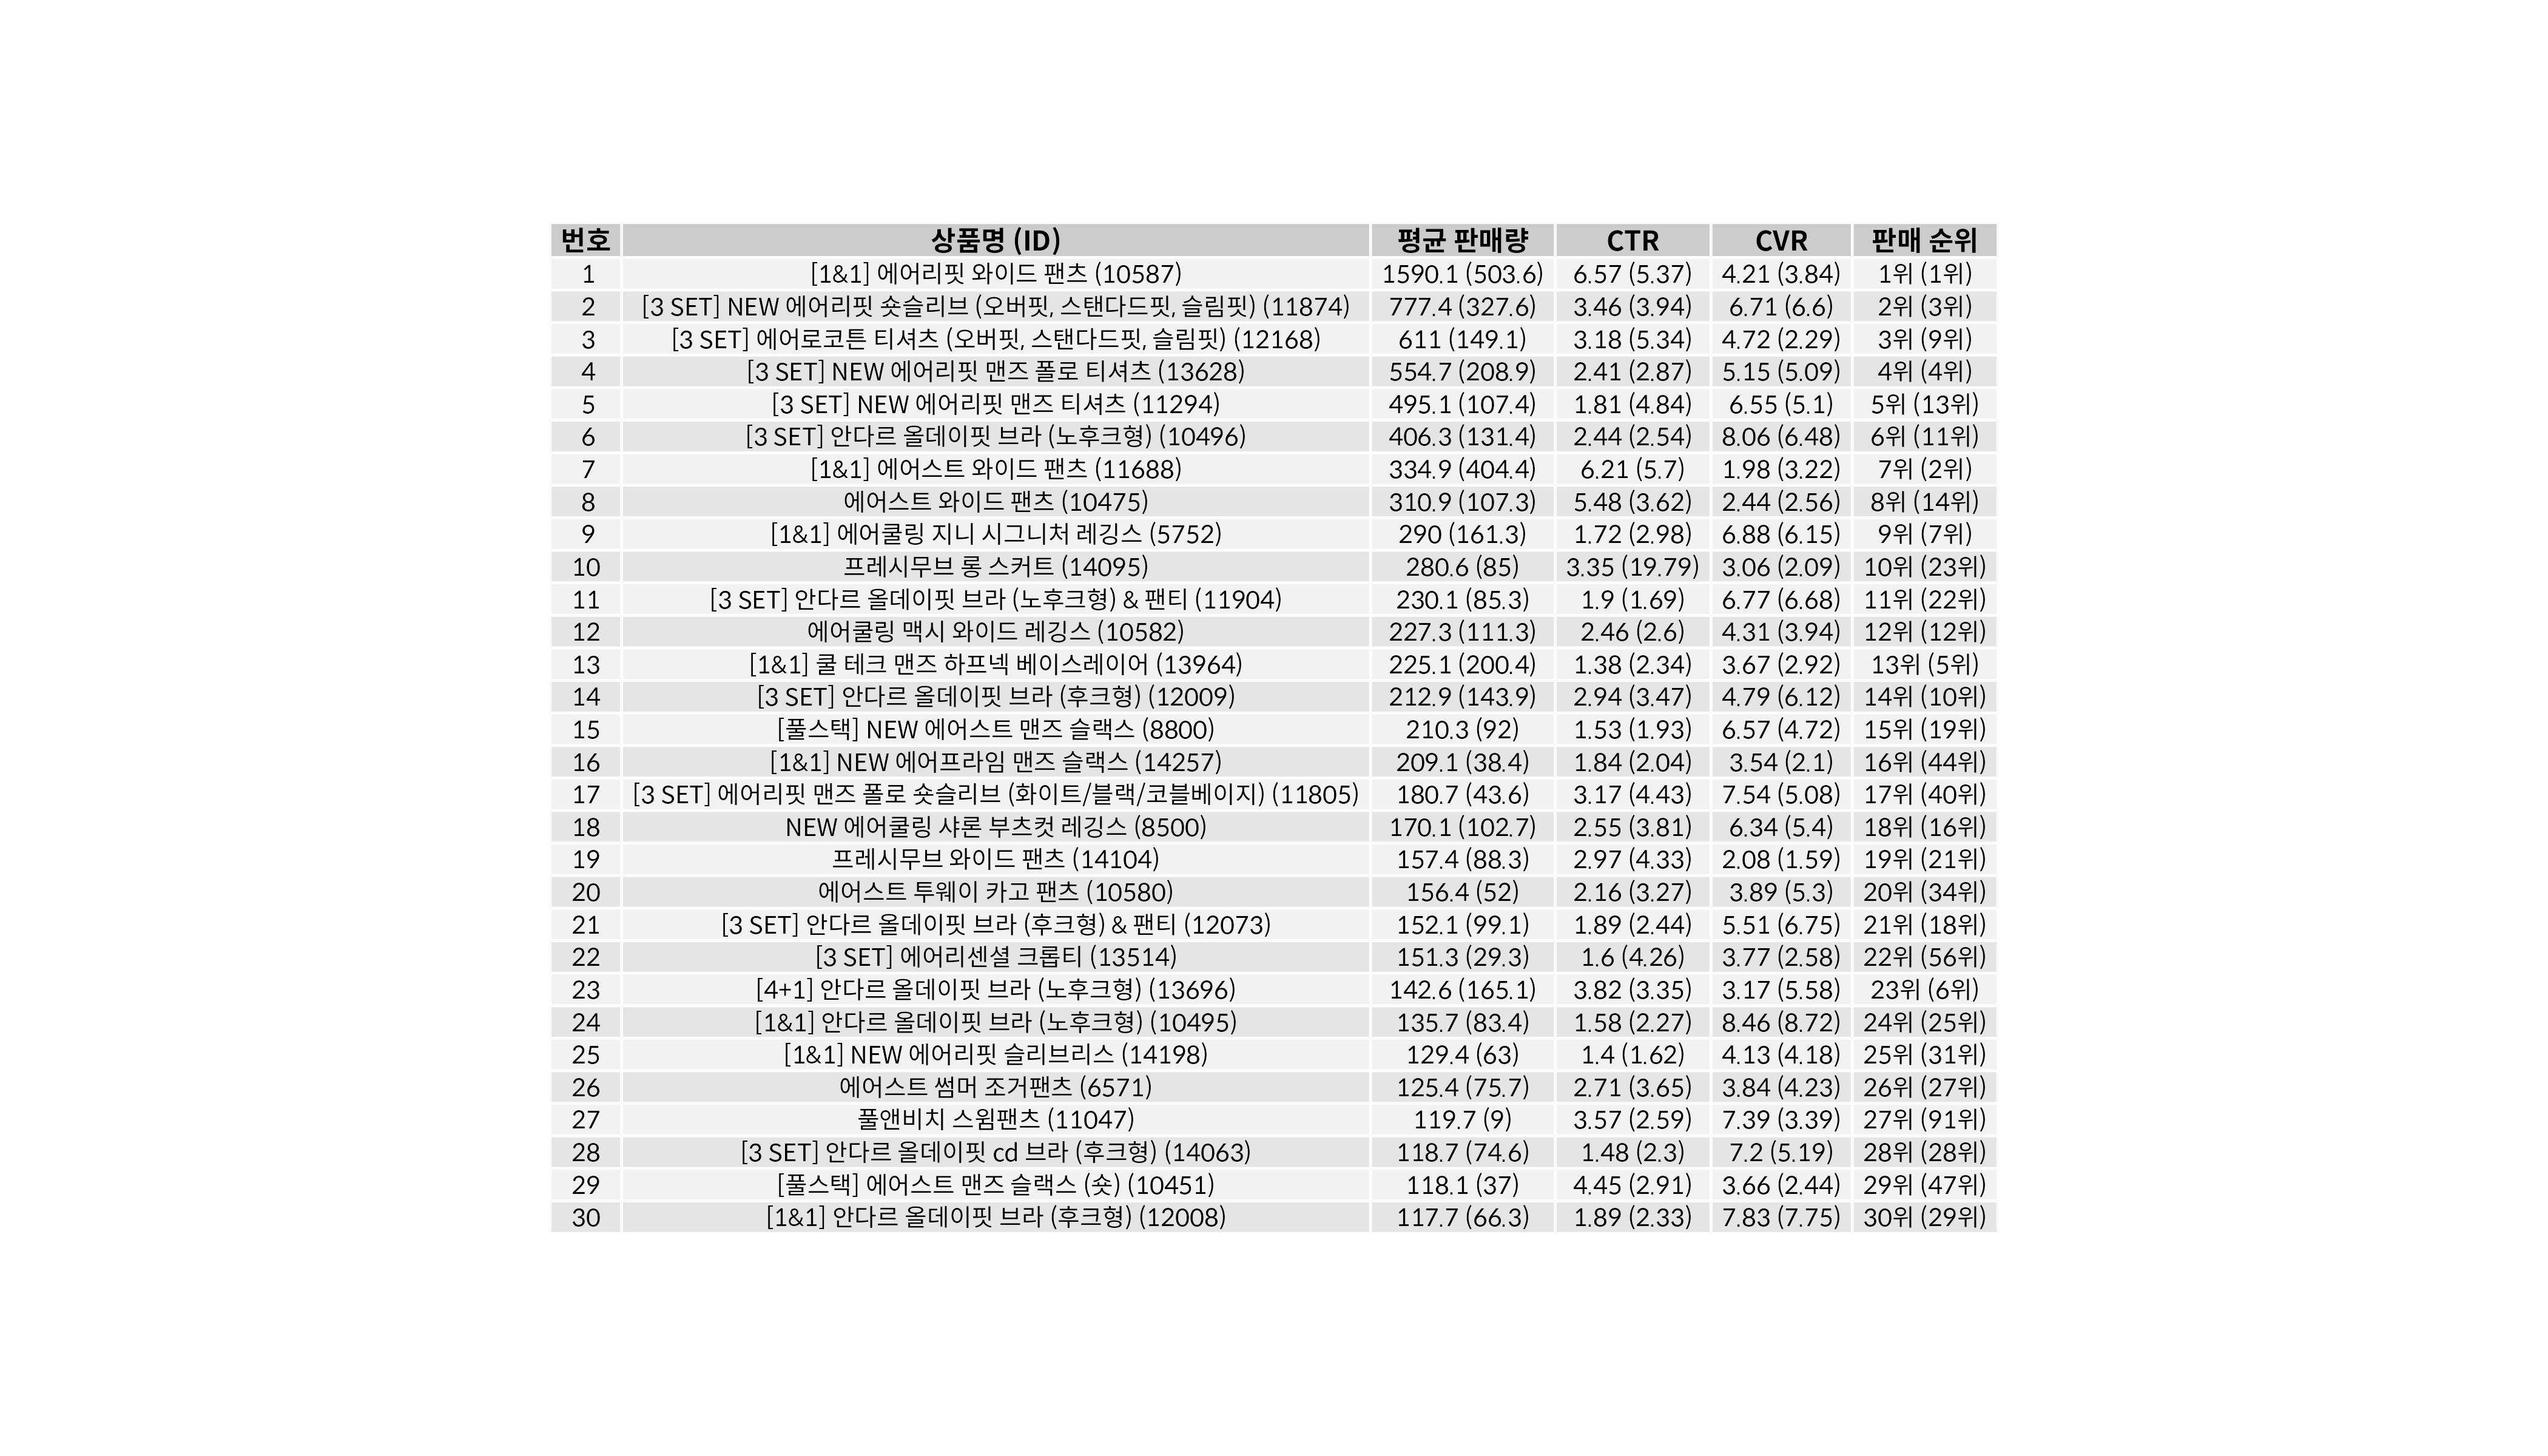 번호 상품명 (ID) 평균 판매량 CTR CVR 판매 순위
1 [1&1] 에어리핏 와이드 팬츠 (10587) 1590.1 (503.6) 6.57 (5.37) 4.21 (3.84) 1위 (1위)
2 [3 SET] NEW 에어리핏 숏슬리브 (오버핏, 스탠다드핏, 슬림핏) (11874) 777.4 (327.6) 3.46 (3.94) 6.71 (6.6) 2위 (3위)
3 [3 SET] 에어로코튼 티셔츠 (오버핏, 스탠다드핏, 슬림핏) (12168) 611 (149.1) 3.18 (5.34) 4.72 (2.29) 3위 (9위)
4 [3 SET] NEW 에어리핏 맨즈 폴로 티셔츠 (13628) 554.7 (208.9) 2.41 (2.87) 5.15 (5.09) 4위 (4위)
5 [3 SET] NEW 에어리핏 맨즈 티셔츠 (11294) 495.1 (107.4) 1.81 (4.84) 6.55 (5.1) 5위 (13위)
6 [3 SET] 안다르 올데이핏 브라 (노후크형) (10496) 406.3 (131.4) 2.44 (2.54) 8.06 (6.48) 6위 (11위)
7 [1&1] 에어스트 와이드 팬츠 (11688) 334.9 (404.4) 6.21 (5.7) 1.98 (3.22) 7위 (2위)
8 에어스트 와이드 팬츠 (10475) 310.9 (107.3) 5.48 (3.62) 2.44 (2.56) 8위 (14위)
9 [1&1] 에어쿨링 지니 시그니처 레깅스 (5752) 290 (161.3) 1.72 (2.98) 6.88 (6.15) 9위 (7위)
10 프레시무브 롱 스커트 (14095) 280.6 (85) 3.35 (19.79) 3.06 (2.09) 10위 (23위)
11 [3 SET] 안다르 올데이핏 브라 (노후크형) & 팬티 (11904) 230.1 (85.3) 1.9 (1.69) 6.77 (6.68) 11위 (22위)
12 에어쿨링 맥시 와이드 레깅스 (10582) 227.3 (111.3) 2.46 (2.6) 4.31 (3.94) 12위 (12위)
13 [1&1] 쿨 테크 맨즈 하프넥 베이스레이어 (13964) 225.1 (200.4) 1.38 (2.34) 3.67 (2.92) 13위 (5위)
14 [3 SET] 안다르 올데이핏 브라 (후크형) (12009) 212.9 (143.9) 2.94 (3.47) 4.79 (6.12) 14위 (10위)
15 [풀스택] NEW 에어스트 맨즈 슬랙스 (8800) 210.3 (92) 1.53 (1.93) 6.57 (4.72) 15위 (19위)
16 [1&1] NEW 에어프라임 맨즈 슬랙스 (14257) 209.1 (38.4) 1.84 (2.04) 3.54 (2.1) 16위 (44위)
17 [3 SET] 에어리핏 맨즈 폴로 숏슬리브 (화이트/블랙/코블베이지) (11805) 180.7 (43.6) 3.17 (4.43) 7.54 (5.08) 17위 (40위)
18 NEW 에어쿨링 샤론 부츠컷 레깅스 (8500) 170.1 (102.7) 2.55 (3.81) 6.34 (5.4) 18위 (16위)
19 프레시무브 와이드 팬츠 (14104) 157.4 (88.3) 2.97 (4.33) 2.08 (1.59) 19위 (21위)
20 에어스트 투웨이 카고 팬츠 (10580) 156.4 (52) 2.16 (3.27) 3.89 (5.3) 20위 (34위)
21 [3 SET] 안다르 올데이핏 브라 (후크형) & 팬티 (12073) 152.1 (99.1) 1.89 (2.44) 5.51 (6.75) 21위 (18위)
22 [3 SET] 에어리센셜 크롭티 (13514) 151.3 (29.3) 1.6 (4.26) 3.77 (2.58) 22위 (56위)
23 [4+1] 안다르 올데이핏 브라 (노후크형) (13696) 142.6 (165.1) 3.82 (3.35) 3.17 (5.58) 23위 (6위)
24 [1&1] 안다르 올데이핏 브라 (노후크형) (10495) 135.7 (83.4) 1.58 (2.27) 8.46 (8.72) 24위 (25위)
25 [1&1] NEW 에어리핏 슬리브리스 (14198) 129.4 (63) 1.4 (1.62) 4.13 (4.18) 25위 (31위)
26 에어스트 썸머 조거팬츠 (6571) 125.4 (75.7) 2.71 (3.65) 3.84 (4.23) 26위 (27위)
27 풀앤비치 스윔팬츠 (11047) 119.7 (9) 3.57 (2.59) 7.39 (3.39) 27위 (91위)
28 [3 SET] 안다르 올데이핏 cd 브라 (후크형) (14063) 118.7 (74.6) 1.48 (2.3) 7.2 (5.19) 28위 (28위)
29 [풀스택] 에어스트 맨즈 슬랙스 (숏) (10451) 118.1 (37) 4.45 (2.91) 3.66 (2.44) 29위 (47위)
30 [1&1] 안다르 올데이핏 브라 (후크형) (12008) 117.7 (66.3) 1.89 (2.33) 7.83 (7.75) 30위 (29위)